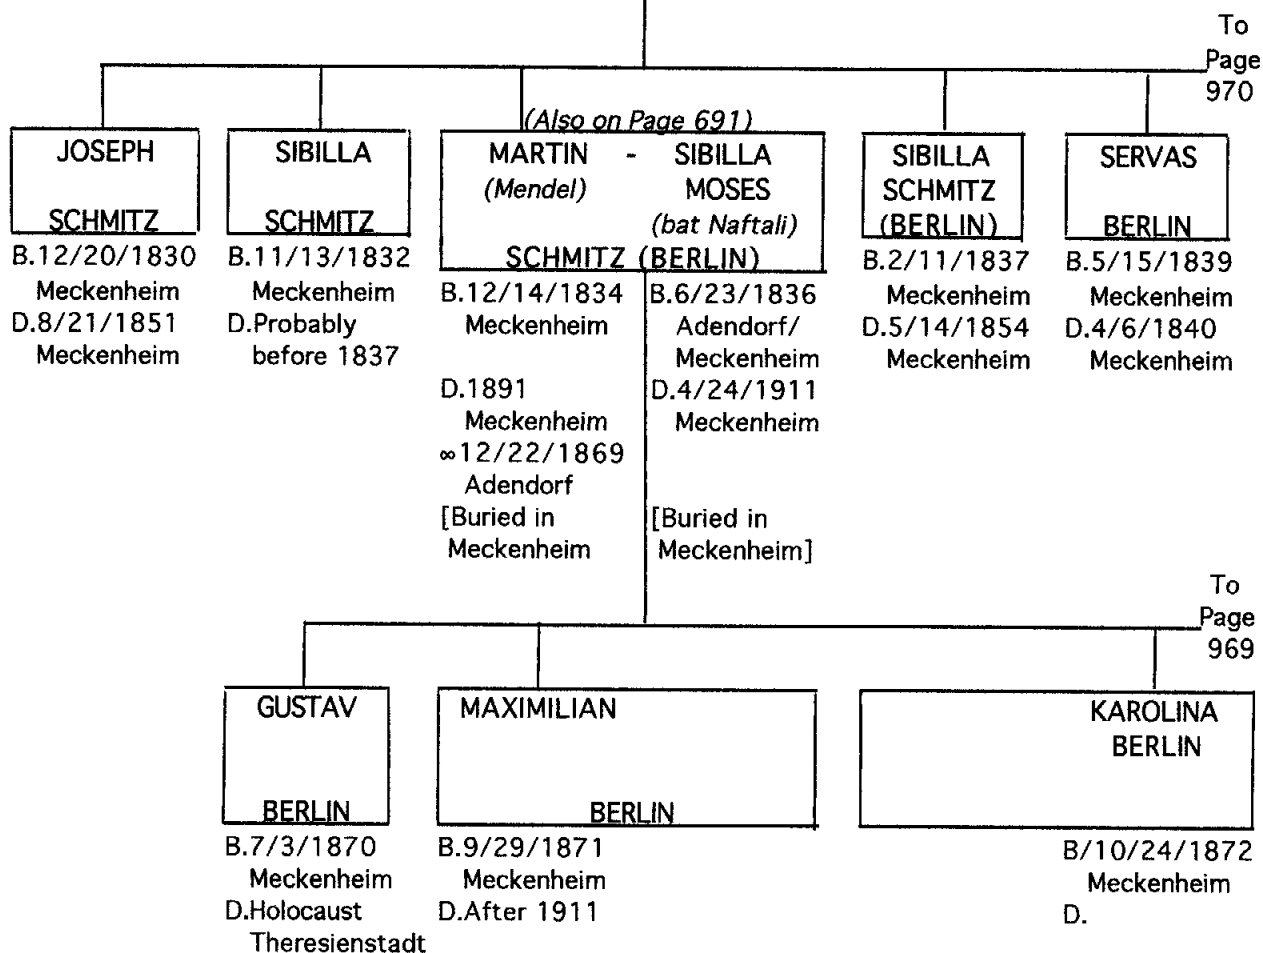 To
Page
970
(Also on Page 691)
JOSEPH
SCHMITZ
B.12/20/1830
Meckenheim
D.8/21/1851
Meckenheim
SIBILLA
SCHMITZ
B.11/13/1832
Meckenheim
D.Probably
before 1837
MARTIN - SIBILLA
(Mendel) MOSES
(bat Naftali)
SCHMITZ (BERLIN)
B.12/14/1834
Meckenheim
D.1891
Meckenheim
∞12/22/1869
Adendorf
[Buried in
Meckenheim
B.6/23/1836
Adendorf/
Meckenheim
D.4/24/1911
Meckenheim
[Buried in
Meckenheim]
SIBILLA
SCHMITZ
(BERLIN)
B.2/11/1837
Meckenheim
D.5/14/1854
Meckenheim
SERVAS
BERLIN
B.5/15/1839
Meckenheim
D.4/6/1840
Meckenheim
To
Page
969
GUSTAV
BERLIN
B.7/3/1870
Meckenheim
D.Holocaust
Theresienstadt
MAXIMILIAN
BERLIN
B.9/29/1871
Meckenheim
D.After 1911
KAROLINA
BERLIN
B/10/24/1872
Meckenheim
D.